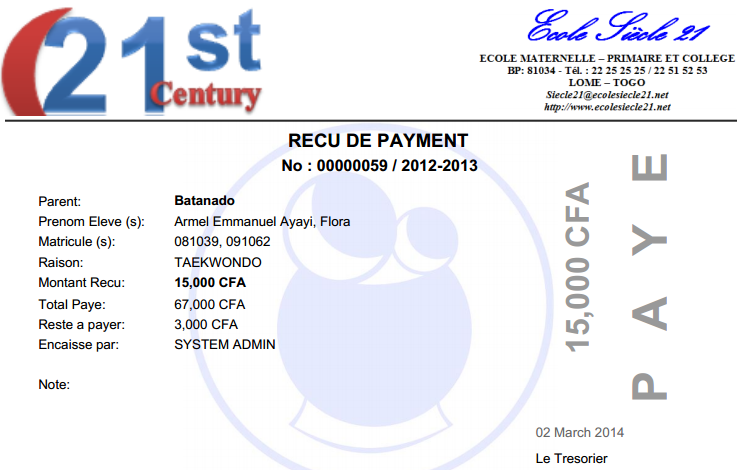 21st
Century
Ecole Siècle 21
ECOLE MATERNELLE – PRIMAIRE ET COLLEGE
BP: 81034 - Tél. : 22 25 25 25 / 22 51 52 53
LOME – TOGO
Siecle21@ecolesiecle21.net
http://www.ecolesiecle21.net
RECU DE PAYMENT
No : 00000059 / 2012-2013
Parent: Batanado
Prenom Eleve (s): Armel Emmanuel Ayayi, Flora
Matricule (s): 081039, 091062
Raison: TAEKWONDO
Montant Recu: 15,000 CFA
Total Paye: 67,000 CFA
Reste a payer: 3,000 CFA
Encaisse par: SYSTEM ADMIN
Note:
15,000 CFA
PAYE
02 March 2014
Le Tresorier